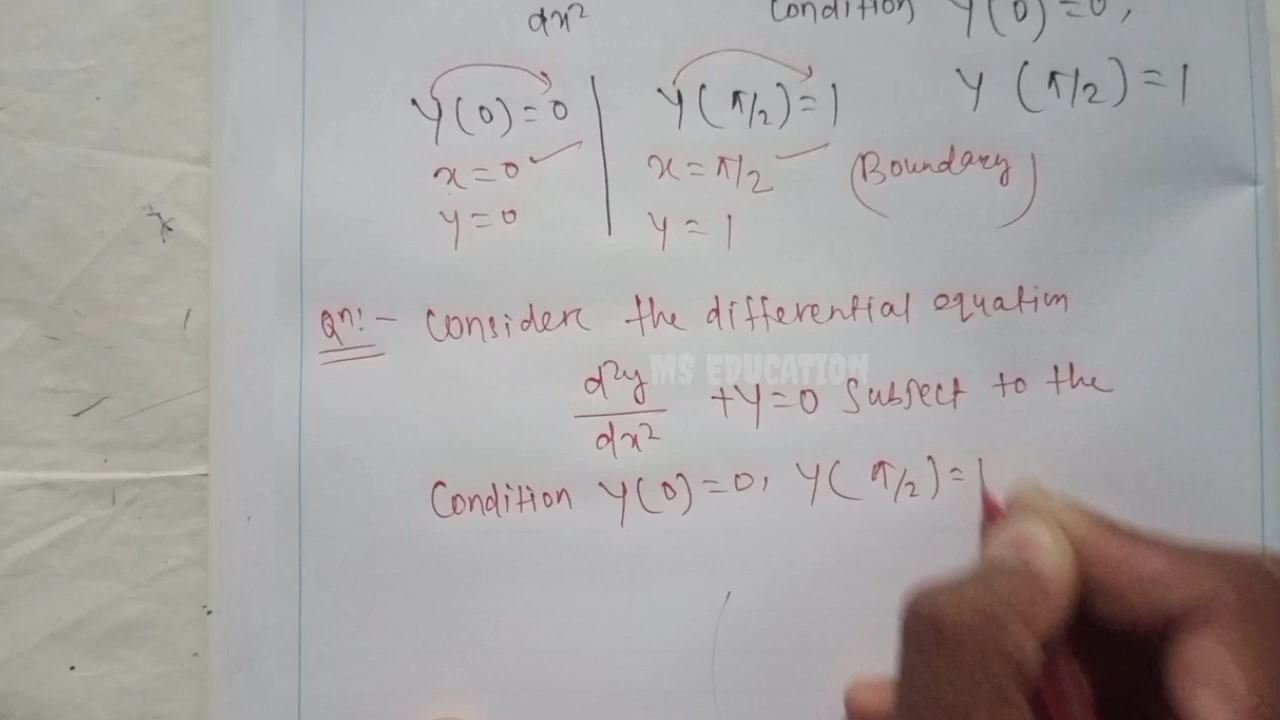 dx² Condition Y(0)=0,
Y(0)=0 Y(π/2)=1 Y(π/2)=1
x=0 x=π/2 (Boundary)
y=0 y=1
Qn:- Consider the differential equation
MS EDUCATION
d²y/dx² +y=0 Subject to the
Condition Y(0)=0, Y(π/2)=1